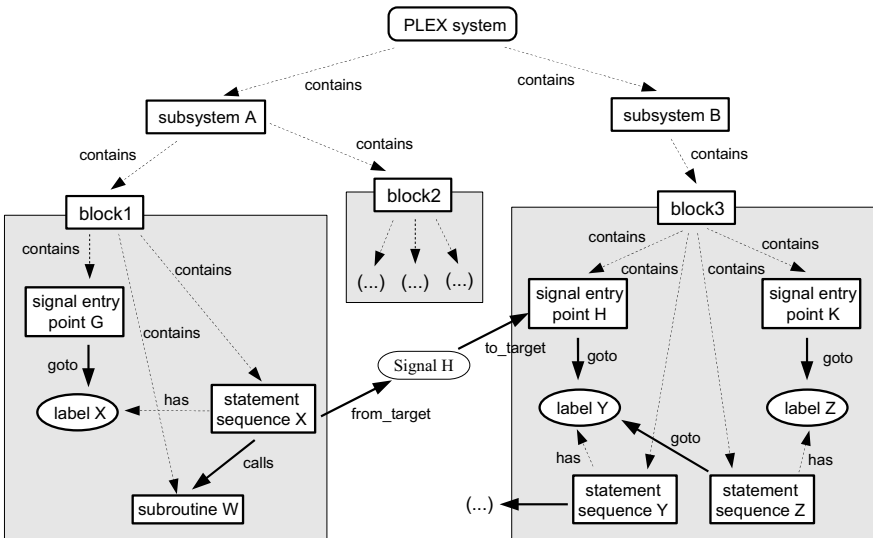 PLEX system
contains
contains
subsystem A
subsystem B
contains
contains
contains
block1
block2
block3
contains
contains
contains
contains
contains
contains
contains
(...)
(...)
(...)
signal entry
point G
signal entry
point H
signal entry
point K
goto
Signal H
to_target
goto
goto
label X
has
statement
sequence X
from_target
label Y
label Z
goto
calls
has
has
subroutine W
(...)
statement
sequence Y
statement
sequence Z